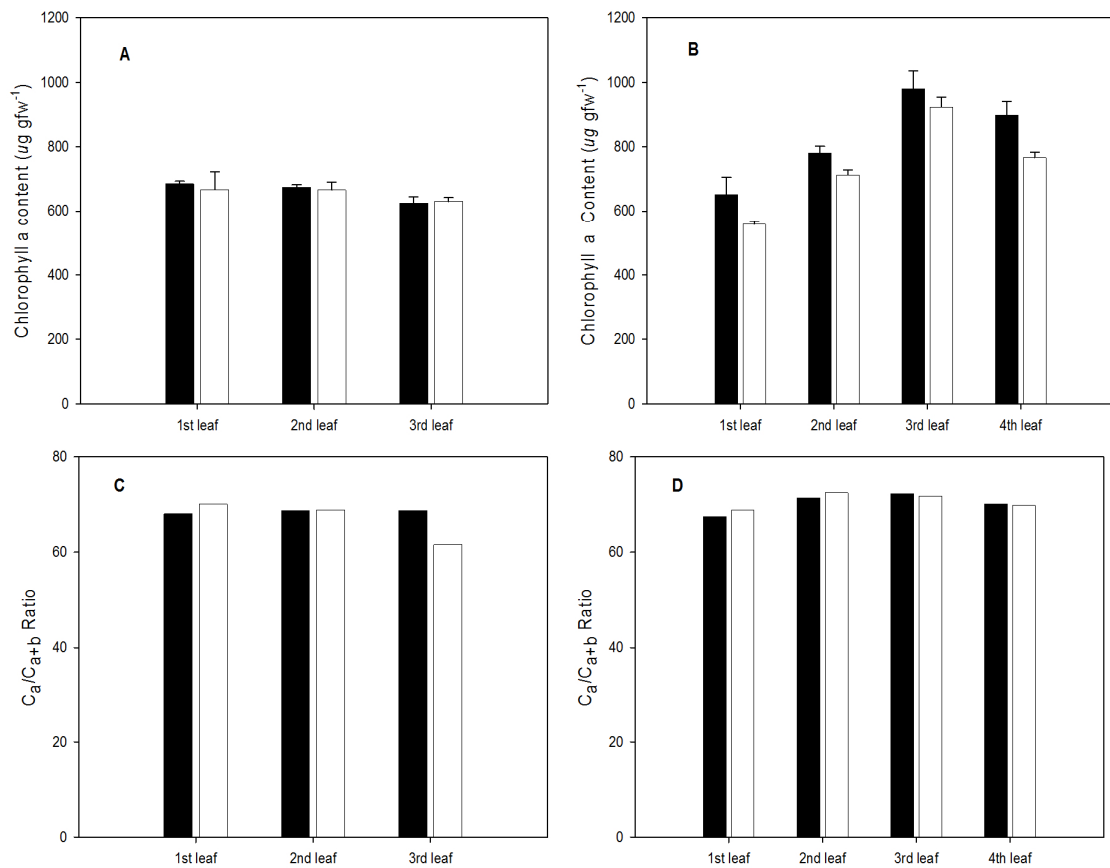 A
Chlorophyll a content (ug gfw-1)
1200
1000
800
600
400
200
0
1st leaf 2nd leaf 3rd leaf
B
Chlorophyll a Content (ug gfw-1)
1200
1000
800
600
400
200
0
1st leaf 2nd leaf 3rd leaf 4th leaf
C
Ca/Ca+b Ratio
80
60
40
20
0
1st leaf 2nd leaf 3rd leaf
D
Ca/Ca+b Ratio
80
60
40
20
0
1st leaf 2nd leaf 3rd leaf 4th leaf